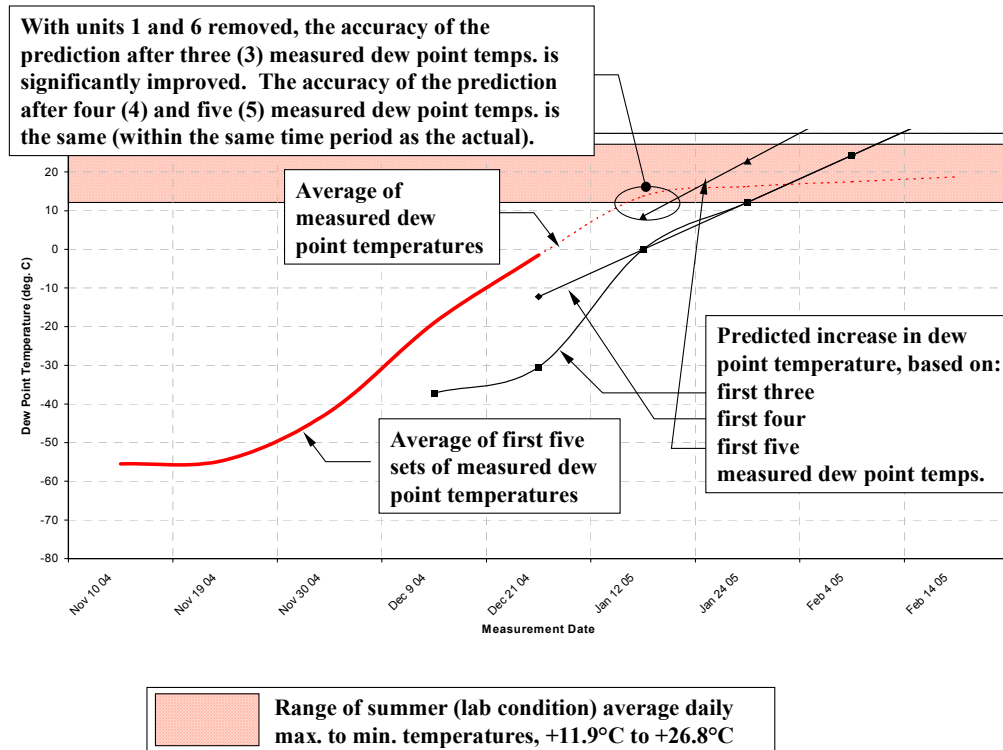 With units 1 and 6 removed, the accuracy of the
prediction after three (3) measured dew point temps. is
significantly improved.  The accuracy of the prediction
after four (4) and five (5) measured dew point temps. is
the same (within the same time period as the actual).
Average of
measured dew
point temperatures
Predicted increase in dew
point temperature, based on:
first three
first four
first five
measured dew point temps.
Average of first five
sets of measured dew
point temperatures
Dew Point Temperature (deg. C)
20
10
0
-10
-20
-30
-40
-50
-60
-70
-80
Nov 10 04
Nov 19 04
Nov 30 04
Dec 9 04
Dec 21 04
Jan 12 05
Jan 24 05
Feb 4 05
Feb 14 05
Measurement Date
Range of summer (lab condition) average daily
max. to min. temperatures, +11.9°C to +26.8°C